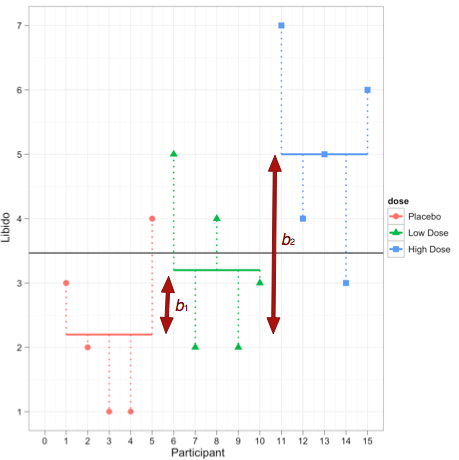 7
6
5
4
3
2
1
Libido
b1
b2
0 1 2 3 4 5 6 7 8 9 10 11 12 13 14 15
Participant
dose
Placebo
Low Dose
High Dose